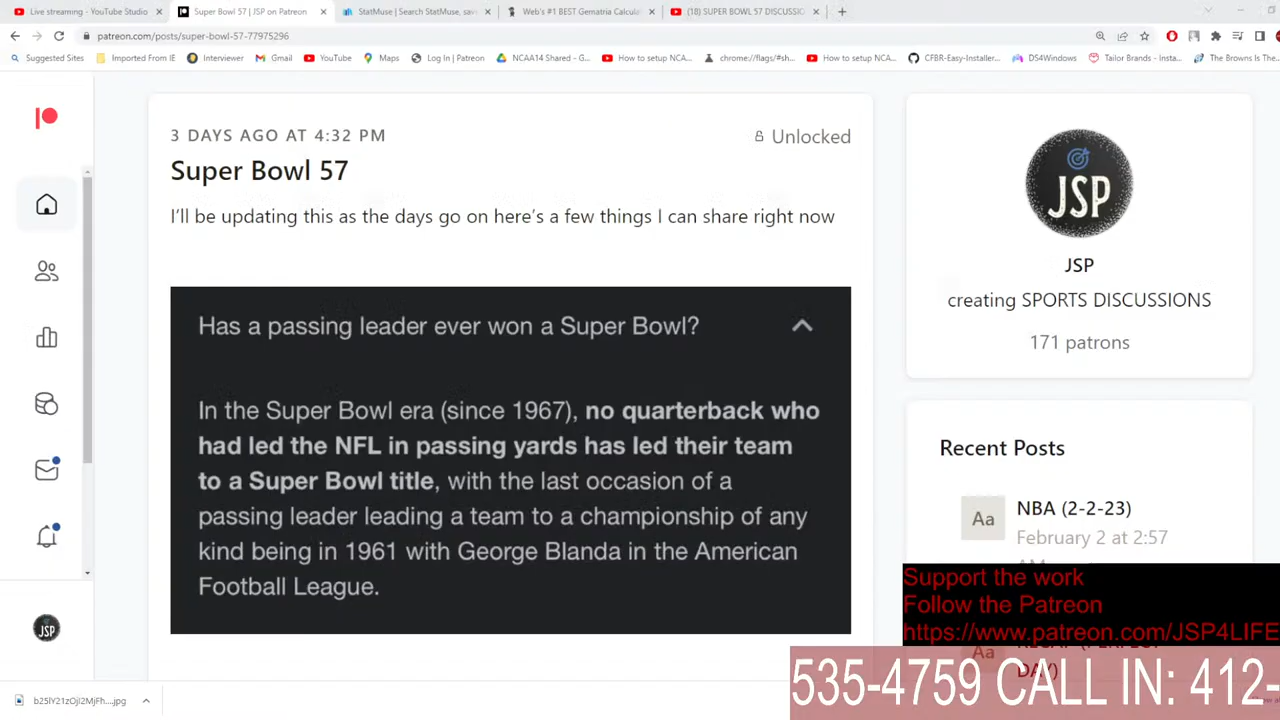 Live streaming - YouTube Studio
Super Bowl 57 | JSP on Patreon
StatMuse | Search StatMuse, save
Web's #1 BEST Gematria Calcula
(18) SUPER BOWL 57 DISCUSSIO
patreon.com/posts/super-bowl-57-77975296
Suggested Sites
Imported From IE
Interviewer
Gmail
YouTube
Maps
Log In | Patreon
NCAA14 Shared - G...
How to setup NCA...
chrome://flags/#sh...
How to setup NCA...
CFBR-Easy-Installer...
DS4Windows
Tailor Brands - Insta...
The Browns Is The...
3 DAYS AGO AT 4:32 PM
Unlocked
Super Bowl 57
I'll be updating this as the days go on here's a few things I can share right now
Has a passing leader ever won a Super Bowl?
In the Super Bowl era (since 1967), no quarterback who
had led the NFL in passing yards has led their team
to a Super Bowl title, with the last occasion of a
passing leader leading a team to a championship of any
kind being in 1961 with George Blanda in the American
Football League.
JSP
JSP
creating SPORTS DISCUSSIONS
171 patrons
Recent Posts
Aa
NBA (2-2-23)
February 2 at 2:57
Support the work
Follow the Patreon
https://www.patreon.com/JSP4LIFE
Aa
DAY)
535-4759 CALL IN: 412-
JSP
b25lY21zOjI2MjFh....jpg